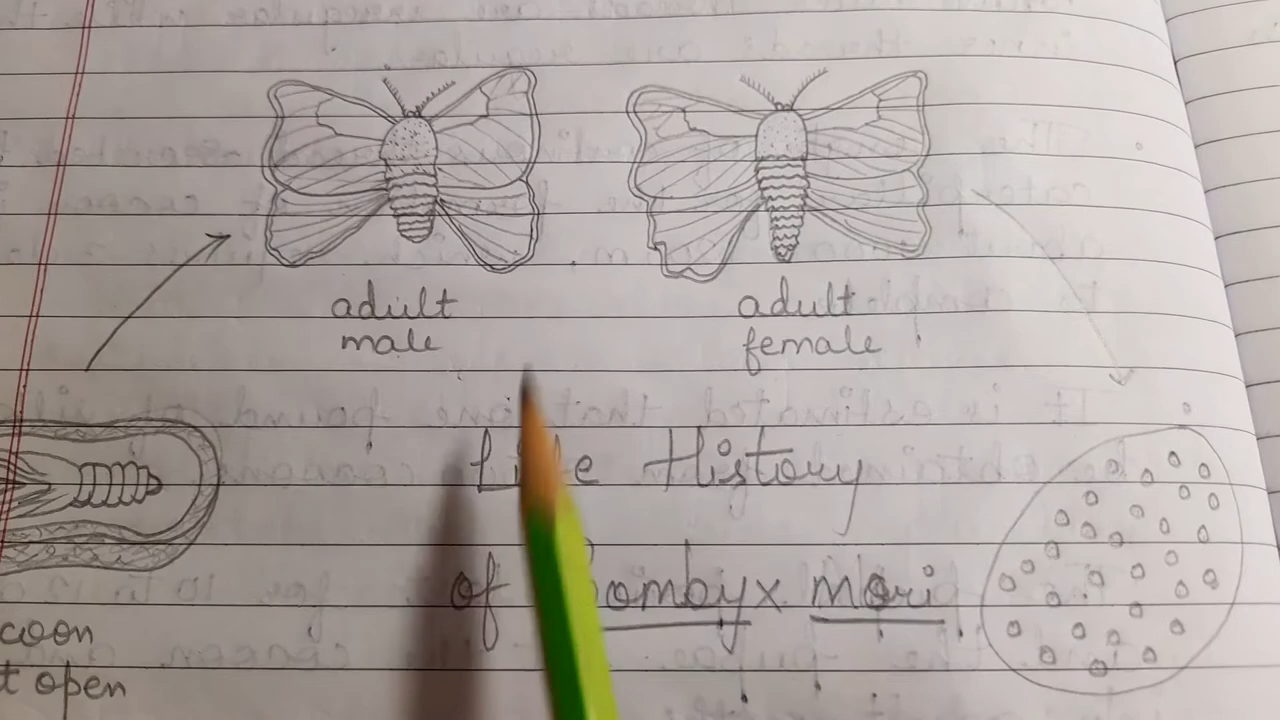 adult
male
adult
female
Life History
of Bombyx mori
coon
t open